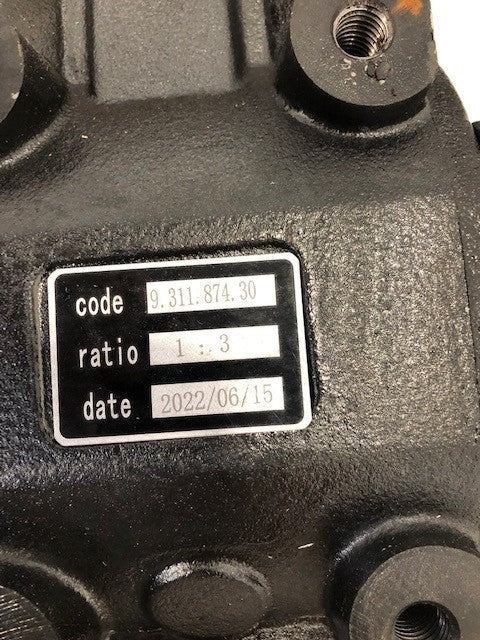 code 9.311.874.30
ratio 1 : 3
date 2022/06/15